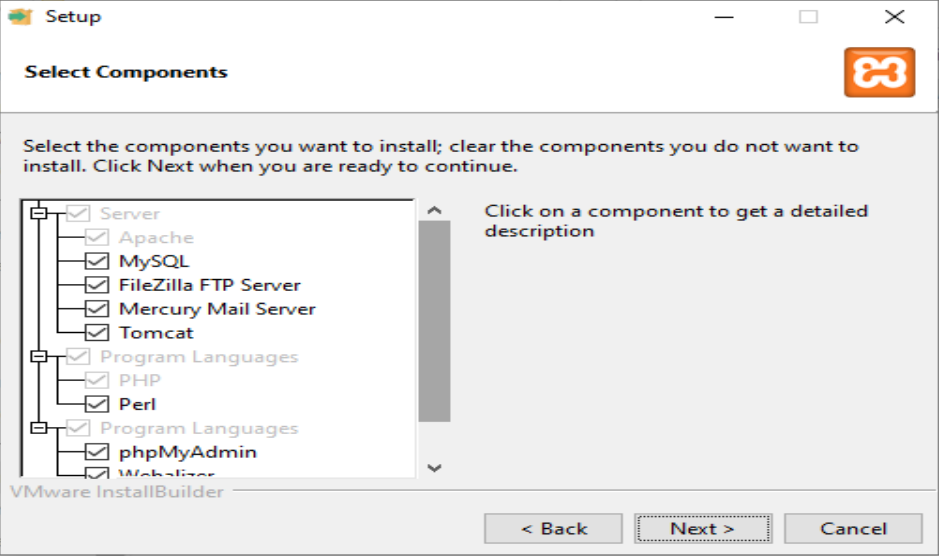 Setup
Select Components
Select the components you want to install; clear the components you do not want to
install. Click Next when you are ready to continue.
Server
Apache
MySQL
FileZilla FTP Server
Mercury Mail Server
Tomcat
Program Languages
PHP
Perl
Program Languages
phpMyAdmin
Webalizer
Click on a component to get a detailed
description
VMware InstallBuilder
< Back
Next >
Cancel